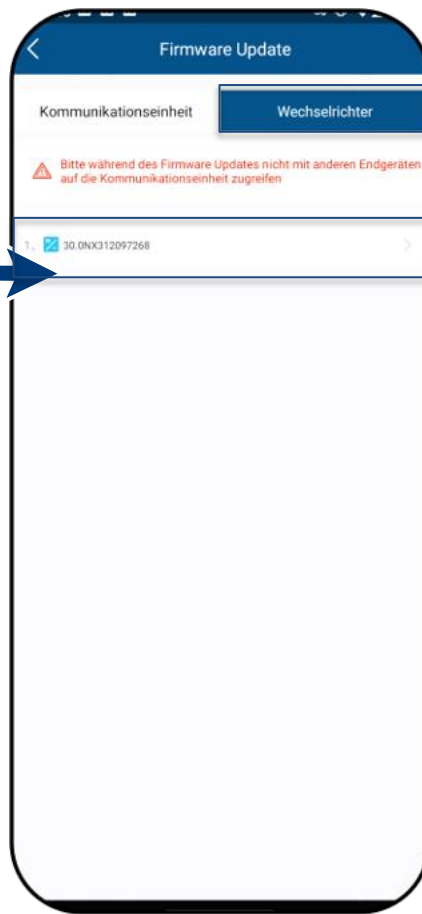 Firmware Update
Kommunikationseinheit
Wechselrichter
Bitte während des Firmware Updates nicht mit anderen Endgeräten
auf die Kommunikationseinheit zugreifen
1、 30.0NX312097268